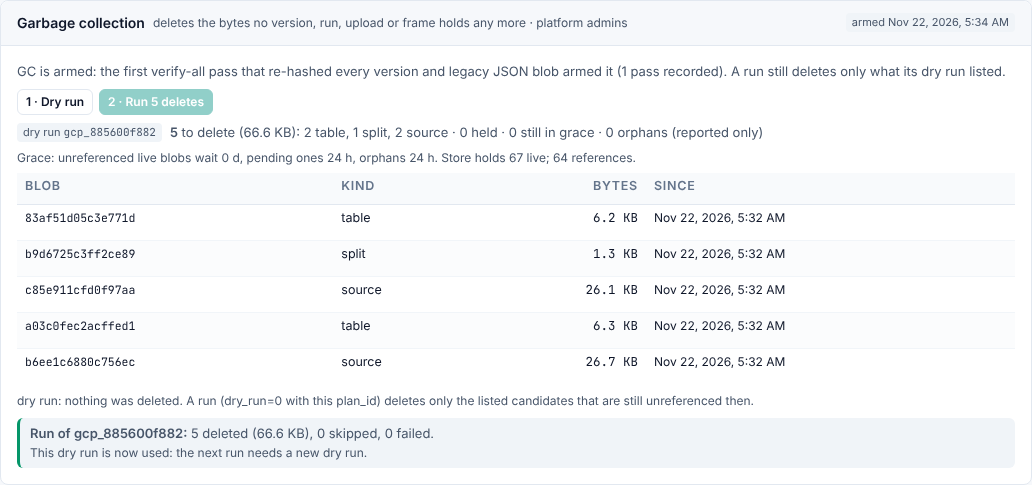 Garbage collection deletes the bytes no version, run, upload or frame holds any more · platform admins armed Nov 22, 2026, 5:34 AM
GC is armed: the first verify-all pass that re-hashed every version and legacy JSON blob armed it (1 pass recorded). A run still deletes only what its dry run listed.
1 · Dry run 2 · Run 5 deletes
dry run gcp_885600f882 5 to delete (66.6 KB): 2 table, 1 split, 2 source · 0 held · 0 still in grace · 0 orphans (reported only)
Grace: unreferenced live blobs wait 0 d, pending ones 24 h, orphans 24 h. Store holds 67 live; 64 references.
BLOB KIND BYTES SINCE
83af51d05c3e771d table 6.2 KB Nov 22, 2026, 5:32 AM
b9d6725c3ff2ce89 split 1.3 KB Nov 22, 2026, 5:32 AM
c85e911cfd0f97aa source 26.1 KB Nov 22, 2026, 5:32 AM
a03c0fec2acffed1 table 6.3 KB Nov 22, 2026, 5:32 AM
b6ee1c6880c756ec source 26.7 KB Nov 22, 2026, 5:32 AM
dry run: nothing was deleted. A run (dry_run=0 with this plan_id) deletes only the listed candidates that are still unreferenced then.
Run of gcp_885600f882: 5 deleted (66.6 KB), 0 skipped, 0 failed.
This dry run is now used: the next run needs a new dry run.